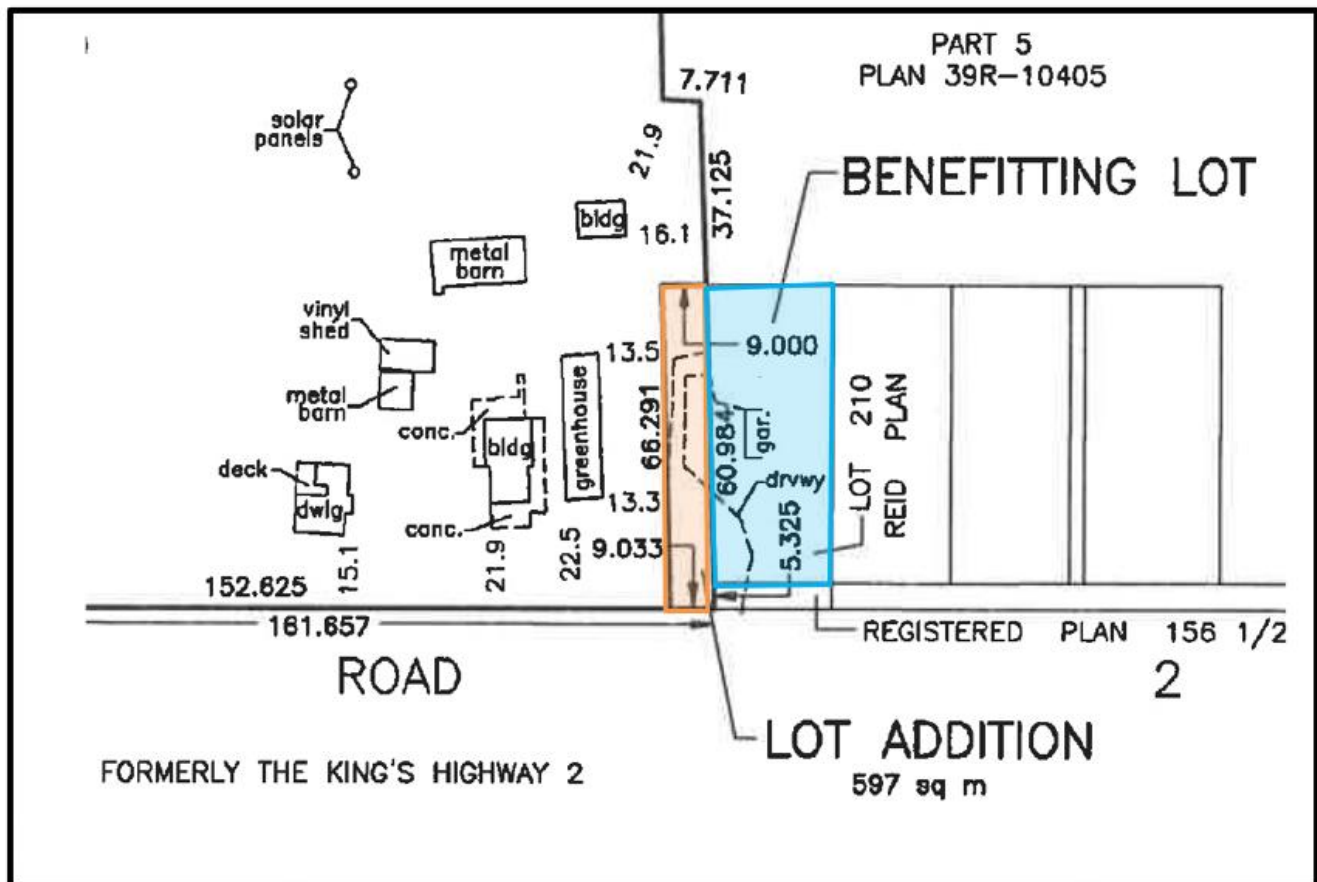 PART 5
PLAN 39R-10405
7.711
solar
panels
21.9
37.125
BENEFITTING LOT
bldg
16.1
metal
barn
vinyl
shed
13.5
9.000
metal
barn
conc.
bldg
greenhouse
66.291
60.984
gar.
LOT 210
REID PLAN
deck
dwlg
conc.
13.3
drvwy
15.1
21.9
22.5
9.033
5.325
152.625
161.657
REGISTERED PLAN 156 1/2
ROAD
2
LOT ADDITION
597 sq m
FORMERLY THE KING'S HIGHWAY 2